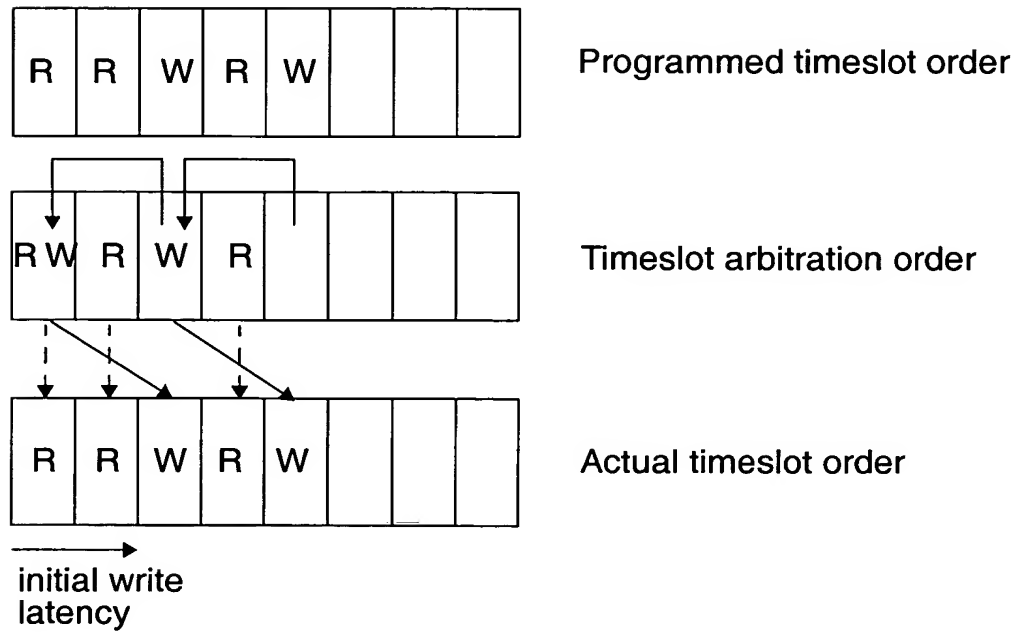 R R W R W Programmed timeslot order
R W R W R Timeslot arbitration order
R R W R W Actual timeslot order
initial write
latency